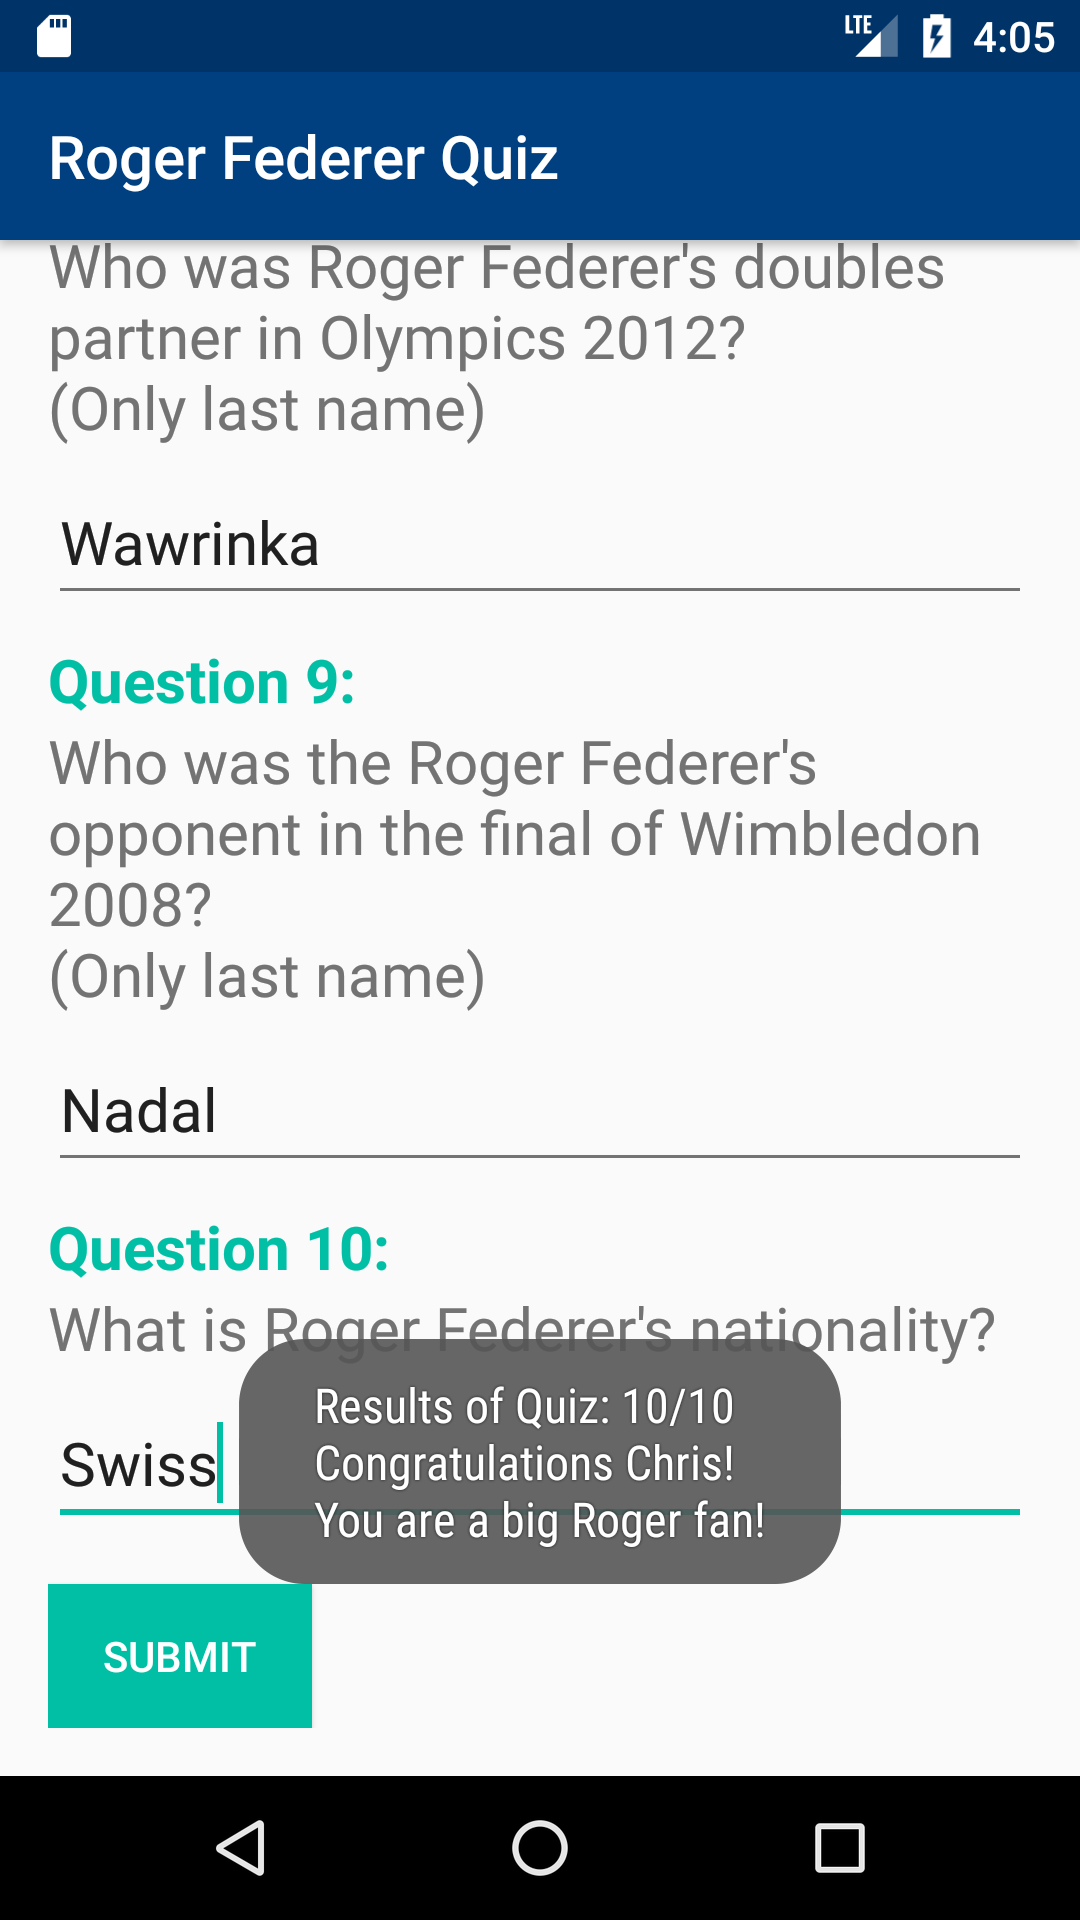 LTE 4:05
Roger Federer Quiz
Who was Roger Federer's doubles
partner in Olympics 2012?
(Only last name)
Wawrinka
Question 9:
Who was the Roger Federer's
opponent in the final of Wimbledon
2008?
(Only last name)
Nadal
Question 10:
What is Roger Federer's nationality?
Swiss
Results of Quiz: 10/10
Congratulations Chris!
You are a big Roger fan!
SUBMIT